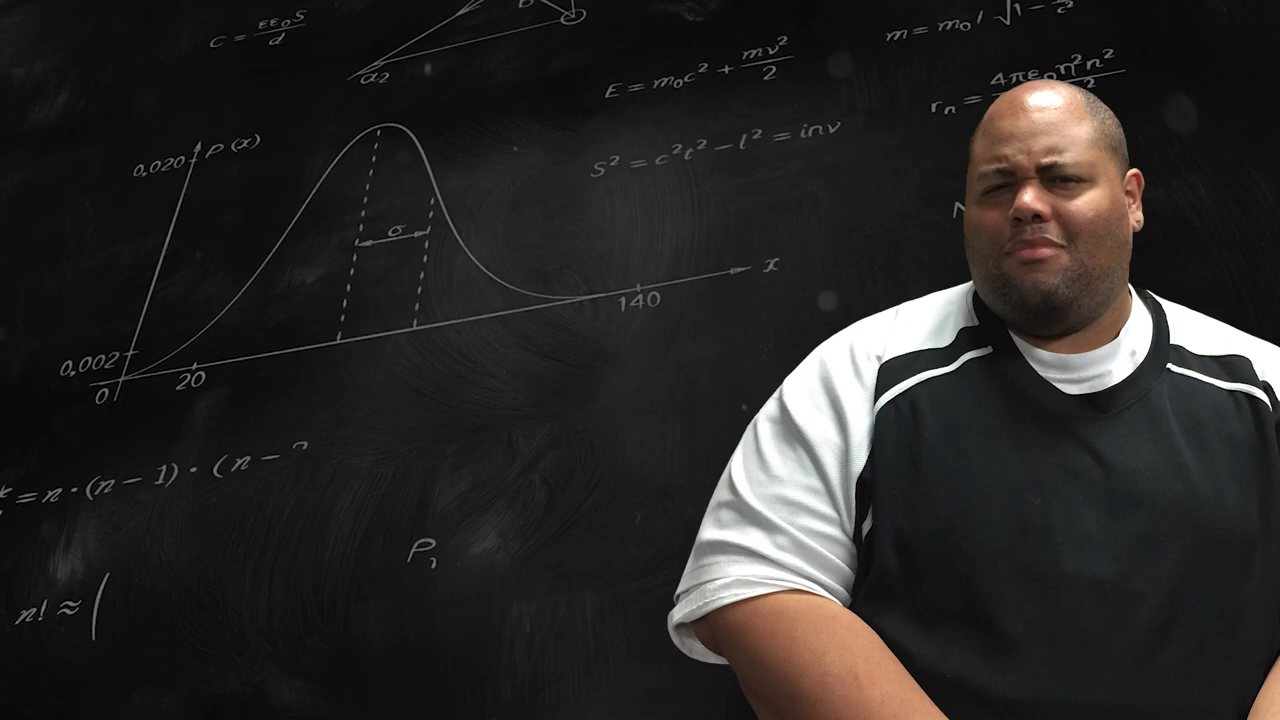 C = εε₀S/d
α2
E = m₀c² + mv²/2
m = m₀ / √1 −
rₙ = 4πε₀η²n²
S² = c²t² − l² = inv
0,020 P(x)
σ
x
140
0,002
20
0
= n · (n − 1) · (n −
P₁
n! ≈ (